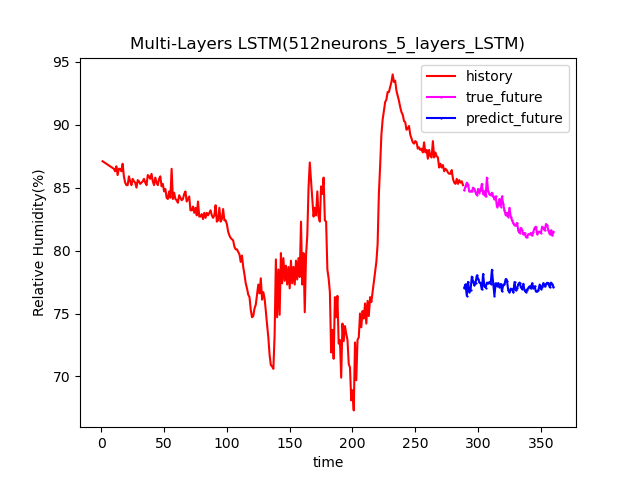 Multi-Layers LSTM(512neurons_5_layers_LSTM)
history
true_future
predict_future
Relative Humidity(%)
95
90
85
80
75
70
0
50
100
150
200
250
300
350
time